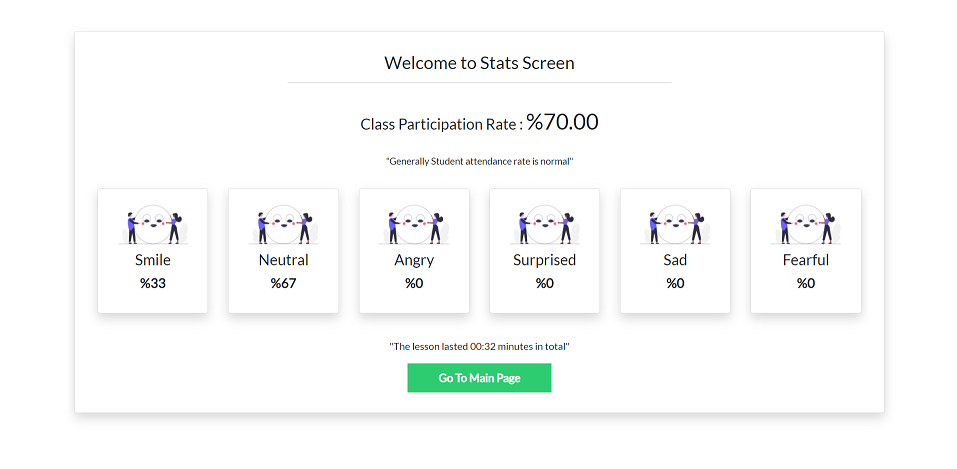 Welcome to Stats Screen
Class Participation Rate : %70.00
"Generally Student attendance rate is normal"
Smile
%33
Neutral
%67
Angry
%0
Surprised
%0
Sad
%0
Fearful
%0
"The lesson lasted 00:32 minutes in total"
Go To Main Page